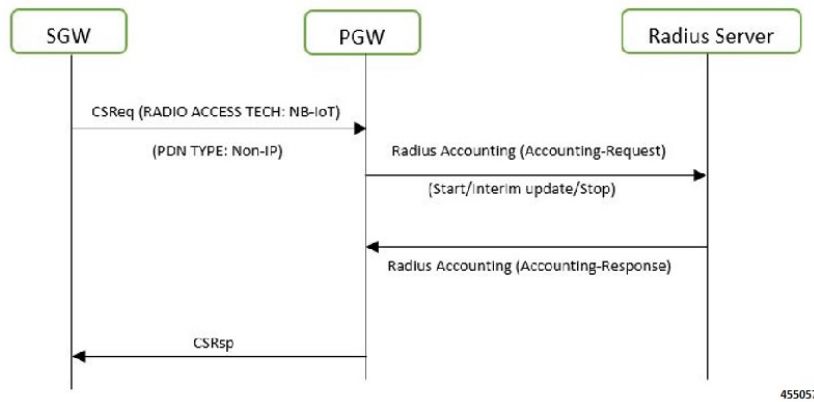 SGW
PGW
Radius Server
CSReq (RADIO ACCESS TECH: NB-IoT)
(PDN TYPE: Non-IP)
Radius Accounting (Accounting-Request)
(Start/Interim update/Stop)
Radius Accounting (Accounting-Response)
CSRsp
455057